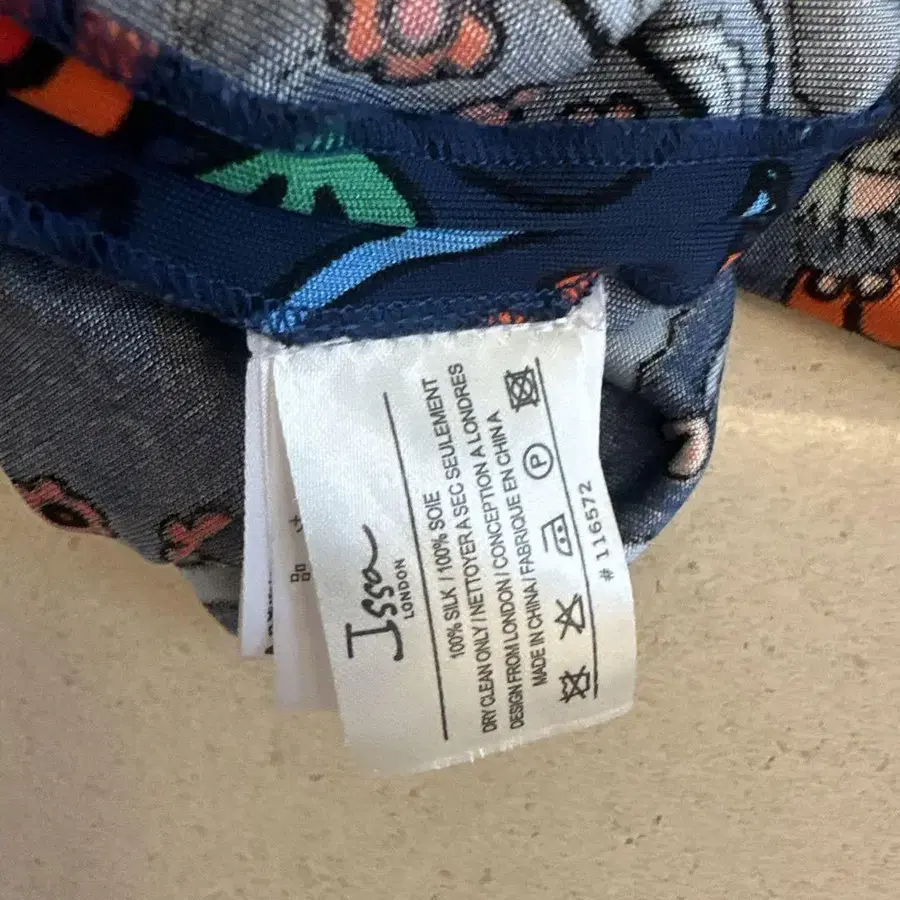 Issa
LONDON
100% SILK / 100% SOIE
DRY CLEAN ONLY / NETTOYER A SEC SEULEMENT
DESIGN FROM LONDON / CONCEPTION A LONDRES
MADE IN CHINA / FABRIQUE EN CHINA
P
# 116572